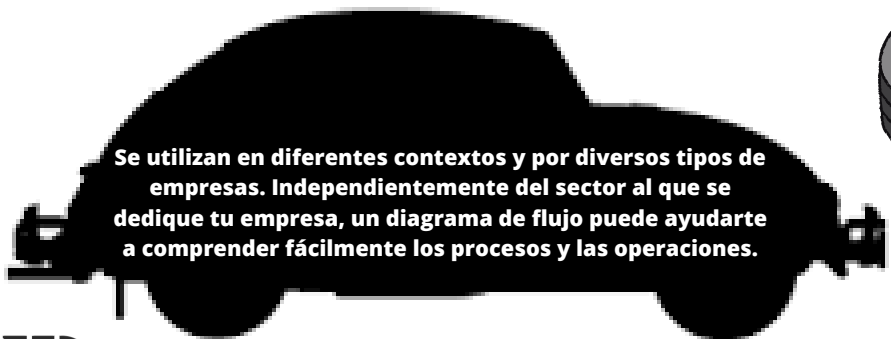 Se utilizan en diferentes contextos y por diversos tipos de
empresas. Independientemente del sector al que se
dedique tu empresa, un diagrama de flujo puede ayudarte
a comprender fácilmente los procesos y las operaciones.